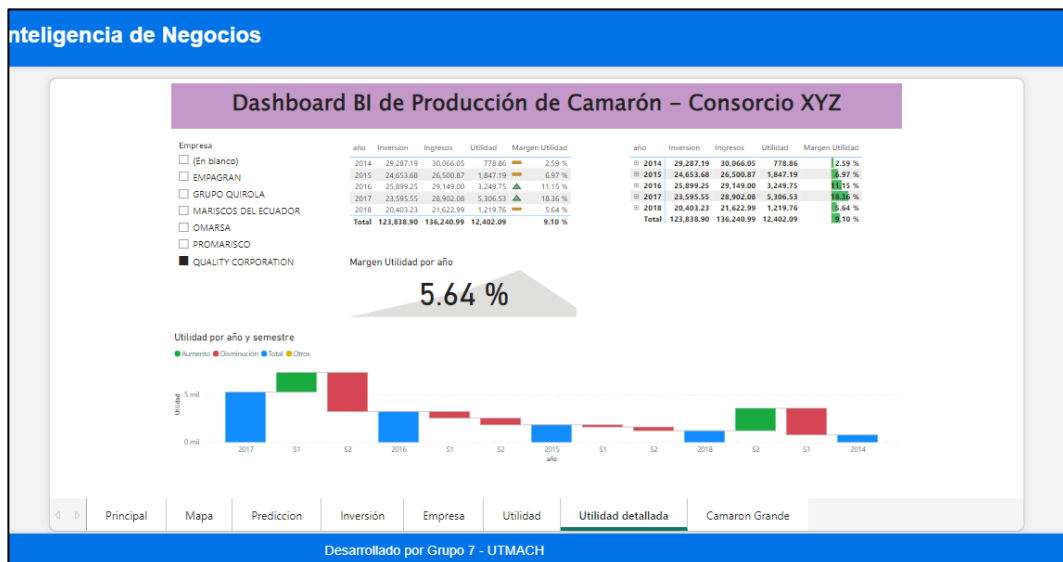 nteligencia de Negocios
Dashboard BI de Producción de Camarón – Consorcio XYZ
Empresa
(En blanco)
EMPAGRAN
GRUPO QUIROLA
MARISCOS DEL ECUADOR
OMARSA
PROMARISCO
QUALITY CORPORATION
año Inversion Ingresos Utilidad Margen Utilidad
2014 29,287.19 30,066.05 778.86 2.59 %
2015 24,653.68 26,500.87 1,847.19 6.97 %
2016 25,899.25 29,149.00 3,249.75 11.15 %
2017 23,595.55 28,902.08 5,306.53 18.36 %
2018 20,403.23 21,622.99 1,219.76 5.64 %
Total 123,838.90 136,240.99 12,402.09 9.10 %
año Inversion Ingresos Utilidad Margen Utilidad
2014 29,287.19 30,066.05 778.86 2.59 %
2015 24,653.68 26,500.87 1,847.19 6.97 %
2016 25,899.25 29,149.00 3,249.75 11.15 %
2017 23,595.55 28,902.08 5,306.53 18.36 %
2018 20,403.23 21,622.99 1,219.76 5.64 %
Total 123,838.90 136,240.99 12,402.09 9.10 %
Margen Utilidad por año
5.64 %
Utilidad por año y semestre
Aumento Disminución Total Otros
Utilidad
5 mil
0 mil
2017 S1 S2 2016 S1 S2 2015 S1 S2 2018 S2 S1 2014
año
Principal Mapa Prediccion Inversión Empresa Utilidad Utilidad detallada Camaron Grande
Desarrollado por Grupo 7 - UTMACH